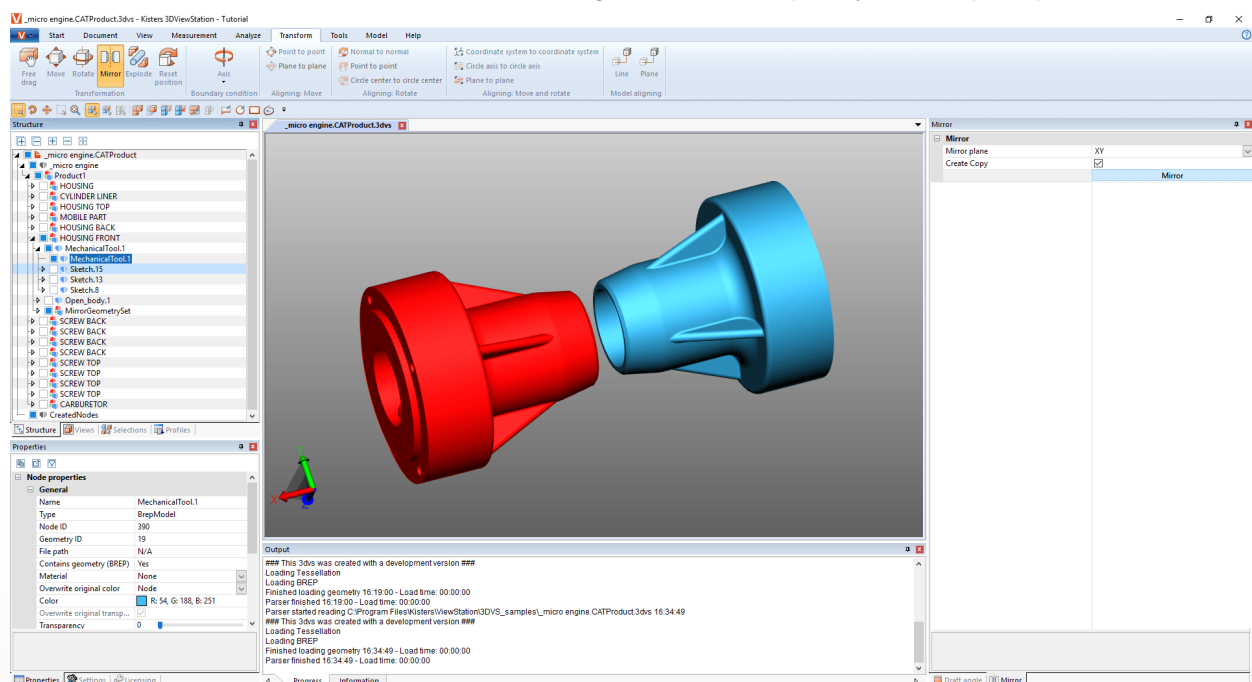 _micro engine.CATProduct.3dvs - Kisters 3DViewStation - Tutorial
Start Document View Measurement Analyze Transform Tools Model Help
Free drag
Move
Rotate
Mirror
Explode
Reset position
Transformation
Axis
Boundary condition
Point to point
Plane to plane
Aligning: Move
Normal to normal
Point to point
Circle center to circle center
Aligning: Rotate
Coordinate system to coordinate system
Circle axis to circle axis
Plane to plane
Aligning: Move and rotate
Line
Plane
Model aligning
Structure
_micro engine.CATProduct
_micro engine
Product1
HOUSING
CYLINDER LINER
HOUSING TOP
MOBILE PART
HOUSING BACK
HOUSING FRONT
MechanicalTool.1
MechanicalTool.1
Sketch.15
Sketch.13
Sketch.8
Open_body.1
MirrorGeometrySet
SCREW BACK
SCREW BACK
SCREW BACK
SCREW BACK
SCREW TOP
SCREW TOP
SCREW TOP
SCREW TOP
CARBURETOR
CreatedNodes
Structure Views Selections Profiles
Properties
Node properties
General
Name MechanicalTool.1
Type BrepModel
Node ID 390
Geometry ID 19
File path N/A
Contains geometry (BREP) Yes
Material None
Overwrite original color Node
Color R: 54, G: 188, B: 251
Overwrite original transp...
Transparency 0
Properties Settings Licensing
_micro engine.CATProduct.3dvs
Y
X
Z
Output
### This 3dvs was created with a development version ###
Loading Tessellation
Loading BREP
Finished loading geometry 16:19:00 - Load time: 00:00:00
Parser finished 16:19:00 - Load time: 00:00:00
Parser started reading C:\Program Files\Kisters\ViewStation\3DVS_samples\_micro engine.CATProduct.3dvs 16:34:49
### This 3dvs was created with a development version ###
Loading Tessellation
Loading BREP
Finished loading geometry 16:34:49 - Load time: 00:00:00
Parser finished 16:34:49 - Load time: 00:00:00
Progress Information
Mirror
Mirror
Mirror plane XY
Create Copy
Mirror
Draft angle Mirror